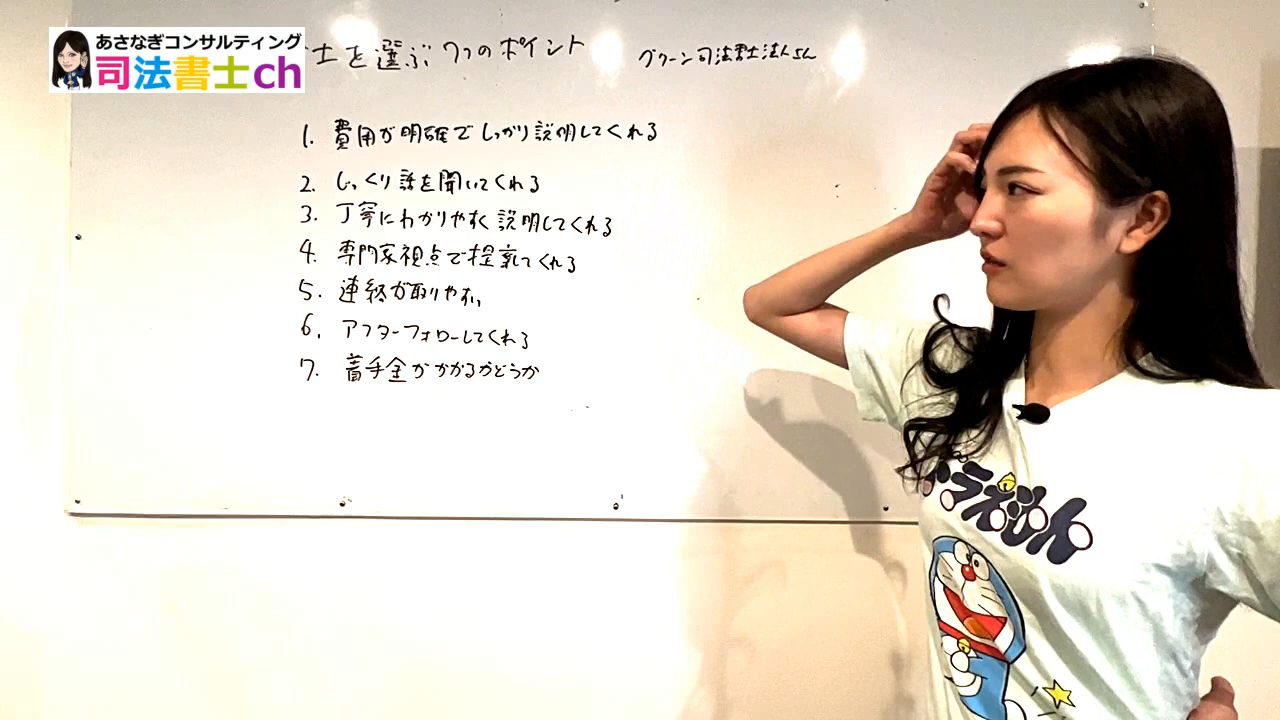 あさなぎコンサルティング
司法書士ch
士を選ぶ7つのポイント
グリーン司法書士法人さん
1. 費用が明確でしっかり説明してくれる
2. じっくり話を聞いてくれる
3. 丁寧にわかりやすく説明してくれる
4. 専門家視点で提案してくれる
5. 連絡が取りやすい
6. アフターフォローしてくれる
7. 着手金がかかるかどうか
ドラえもん